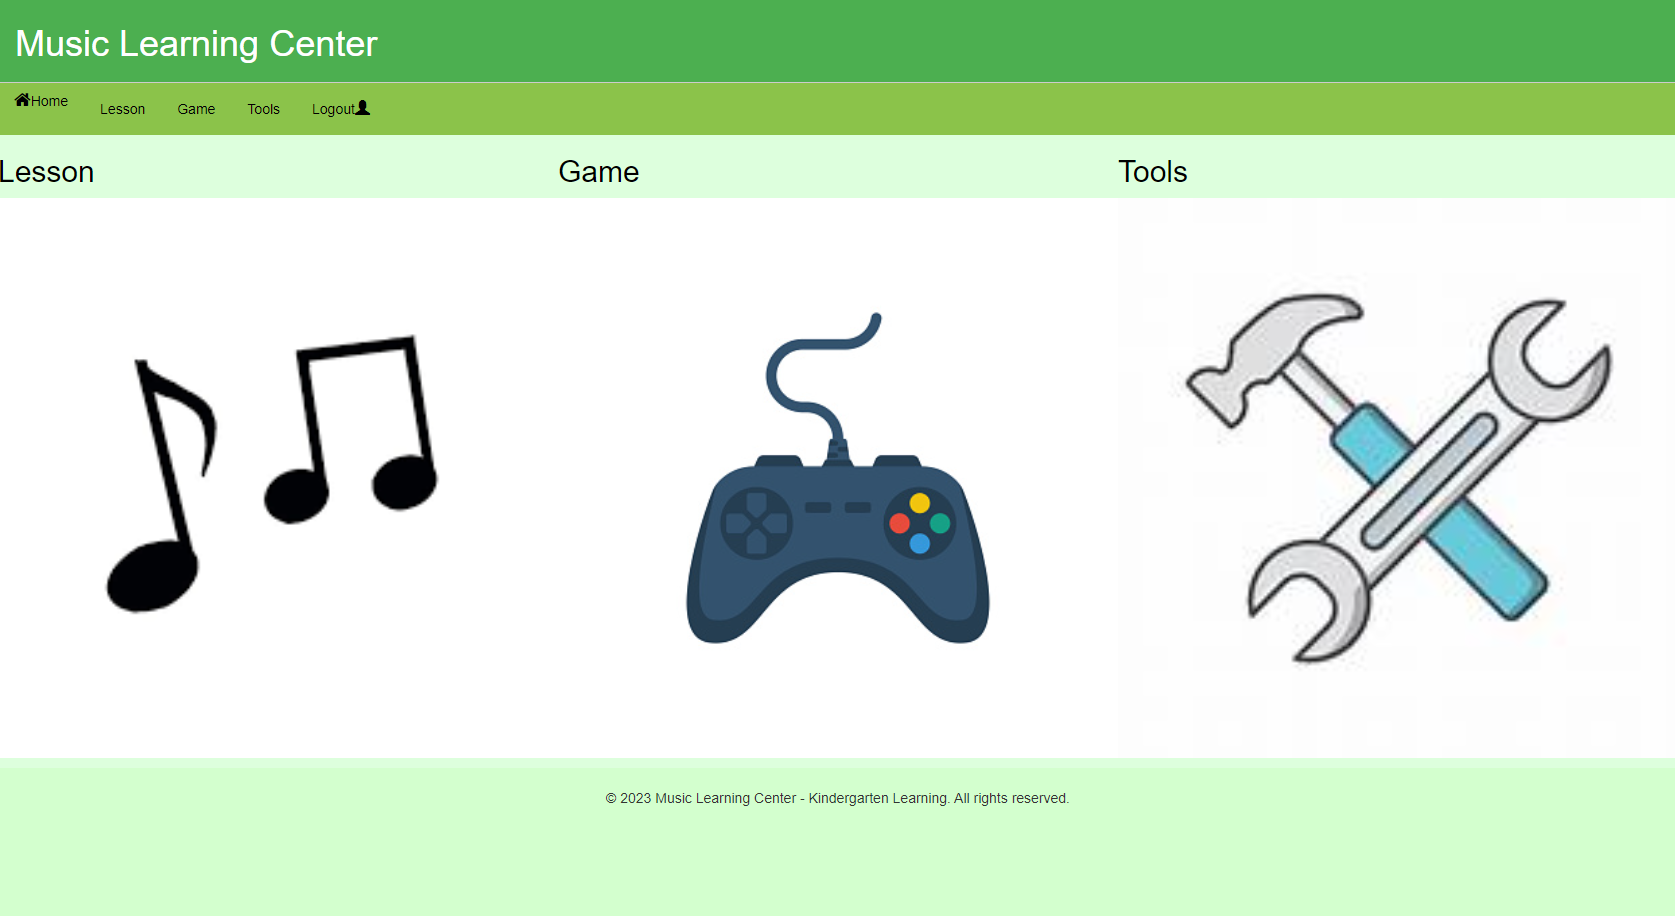 Music Learning Center
Home Lesson Game Tools Logout
Lesson Game Tools
© 2023 Music Learning Center - Kindergarten Learning. All rights reserved.